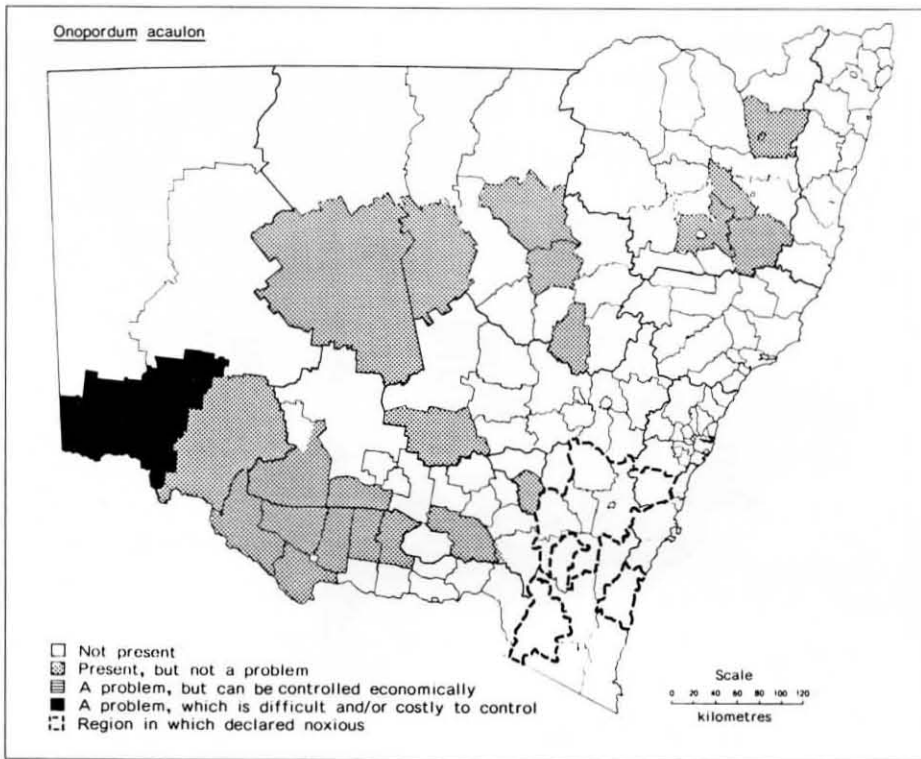 Onopordum acaulon
Not present
Present, but not a problem
A problem, but can be controlled economically
A problem, which is difficult and/or costly to control
Region in which declared noxious
Scale
0 20 40 60 80 100 120
kilometres